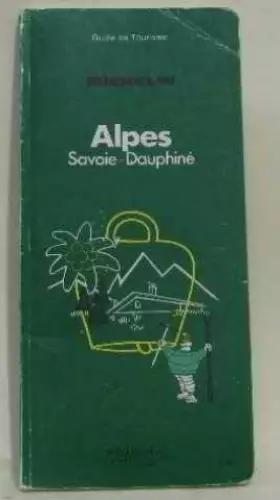 Guide de Tourisme
MICHELIN
Alpes
Savoie - Dauphiné